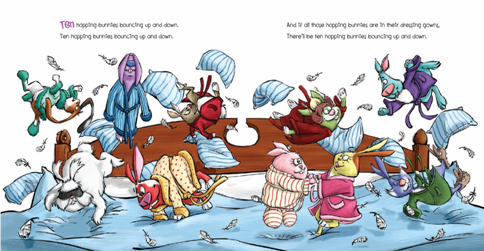 Ten hopping bunnies bouncing up and down.
Ten hopping bunnies bouncing up and down.
And if all those hopping bunnies are in their dressing gowns,
There'll be ten hopping bunnies bouncing up and down.